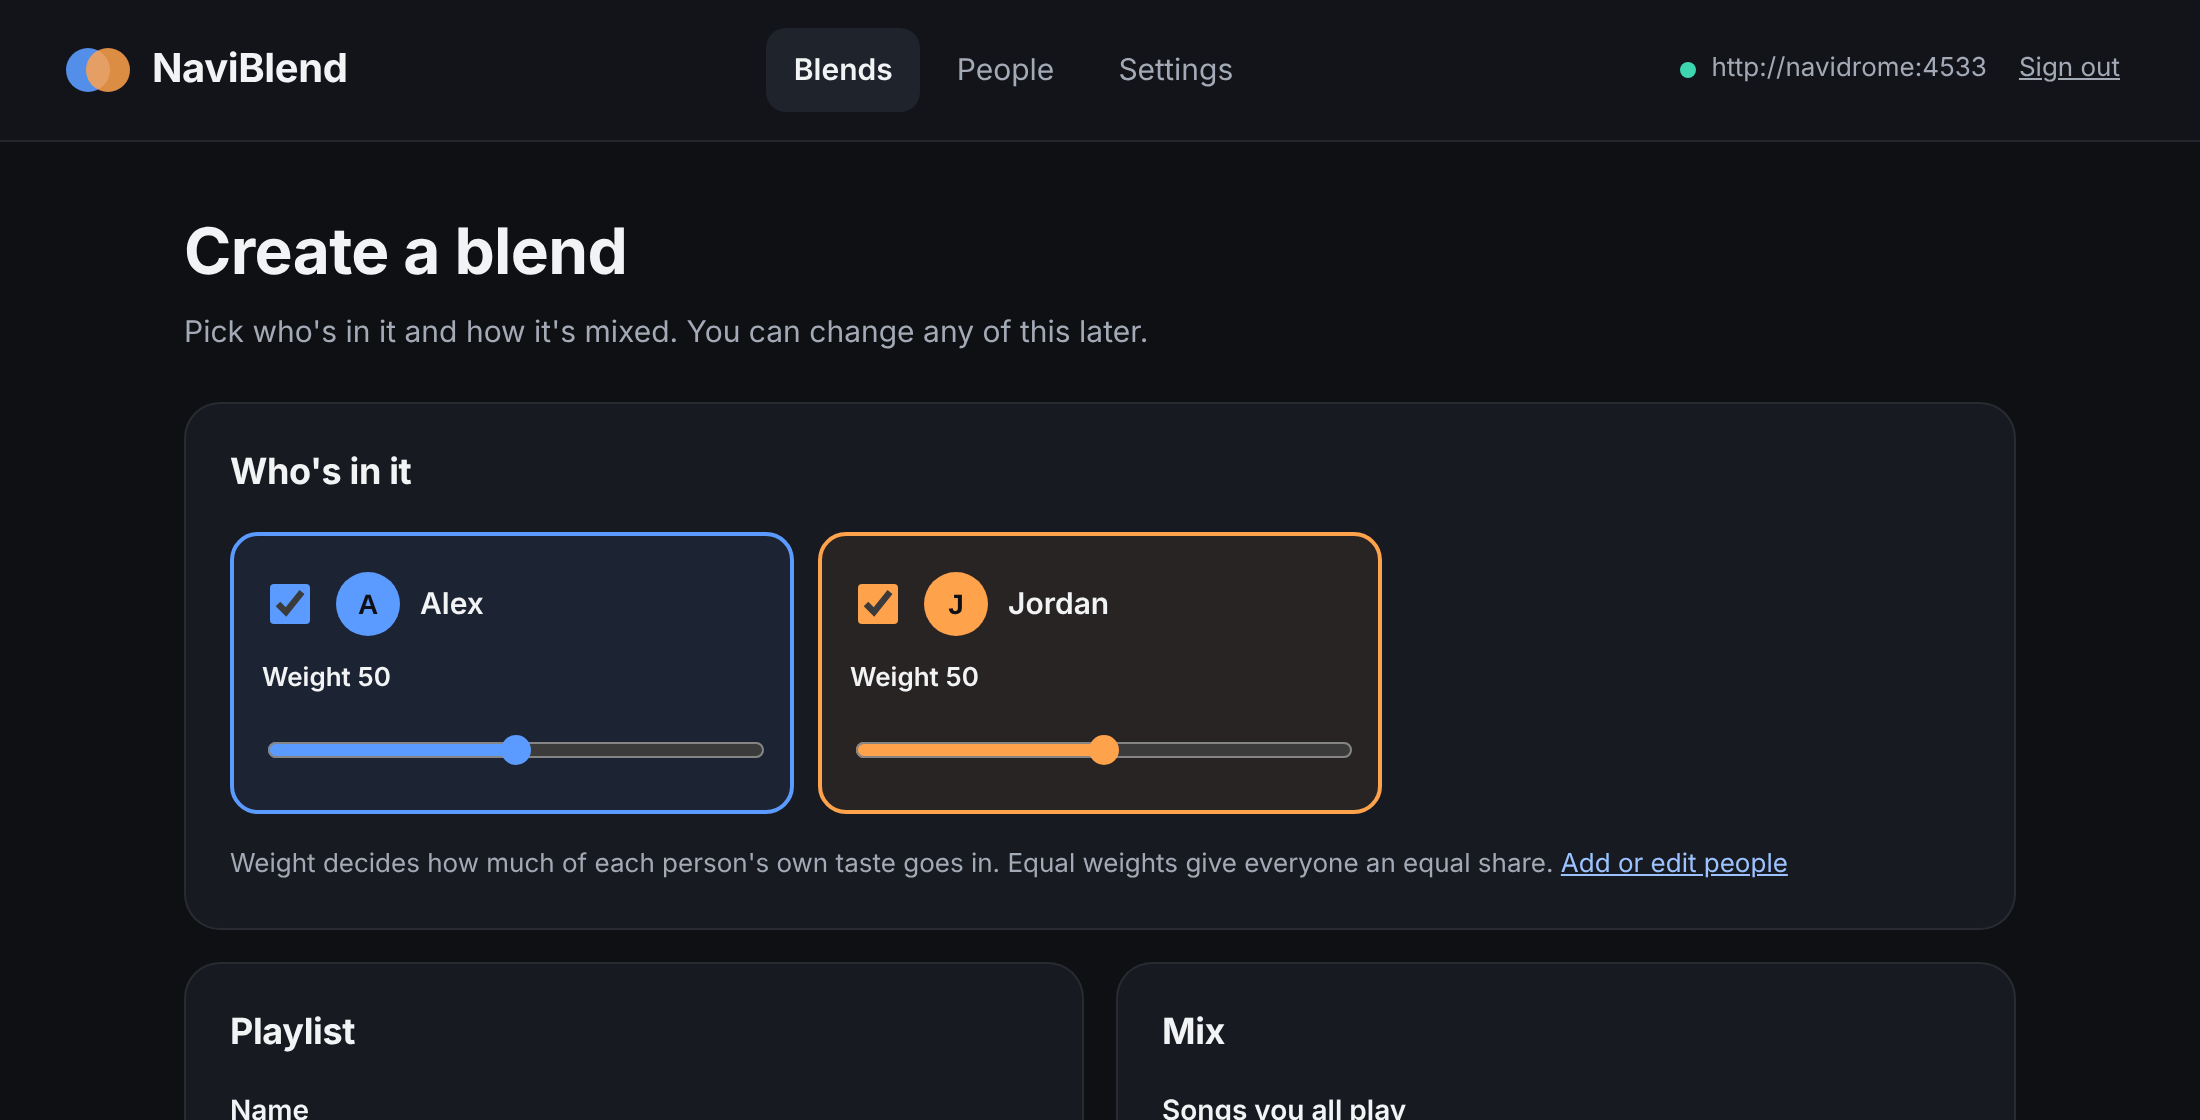 NaviBlend
Blends
People
Settings
http://navidrome:4533
Sign out
Create a blend
Pick who's in it and how it's mixed. You can change any of this later.
Who's in it
A
Alex
Weight 50
J
Jordan
Weight 50
Weight decides how much of each person's own taste goes in. Equal weights give everyone an equal share. Add or edit people
Playlist
Name
Mix
Songs you all play